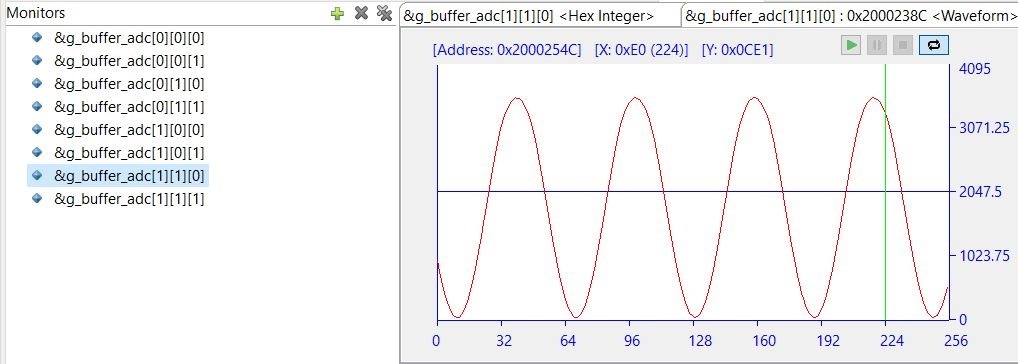 Monitors
&g_buffer_adc[0][0][0]
&g_buffer_adc[0][0][1]
&g_buffer_adc[0][1][0]
&g_buffer_adc[0][1][1]
&g_buffer_adc[1][0][0]
&g_buffer_adc[1][0][1]
&g_buffer_adc[1][1][0]
&g_buffer_adc[1][1][1]
&g_buffer_adc[1][1][0] <Hex Integer>
&g_buffer_adc[1][1][0] : 0x2000238C <Waveform>
[Address: 0x2000254C] [X: 0xE0 (224)] [Y: 0x0CE1]
4095
3071.25
2047.5
1023.75
0
0 32 64 96 128 160 192 224 256